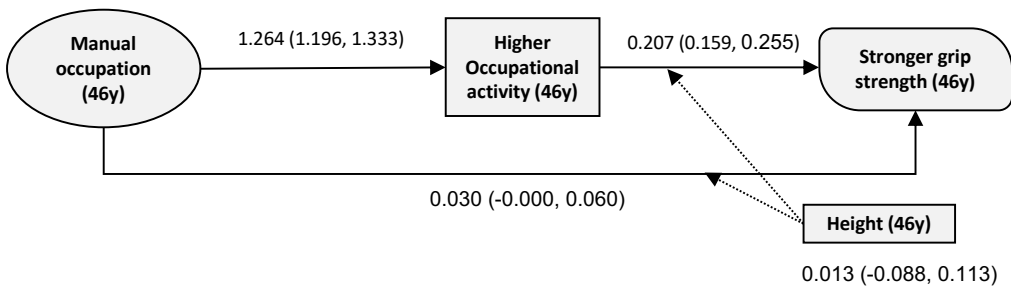 Manual
occupation
(46y)
1.264 (1.196, 1.333)
Higher
Occupational
activity (46y)
0.207 (0.159, 0.255)
Stronger grip
strength (46y)
0.030 (-0.000, 0.060)
Height (46y)
0.013 (-0.088, 0.113)